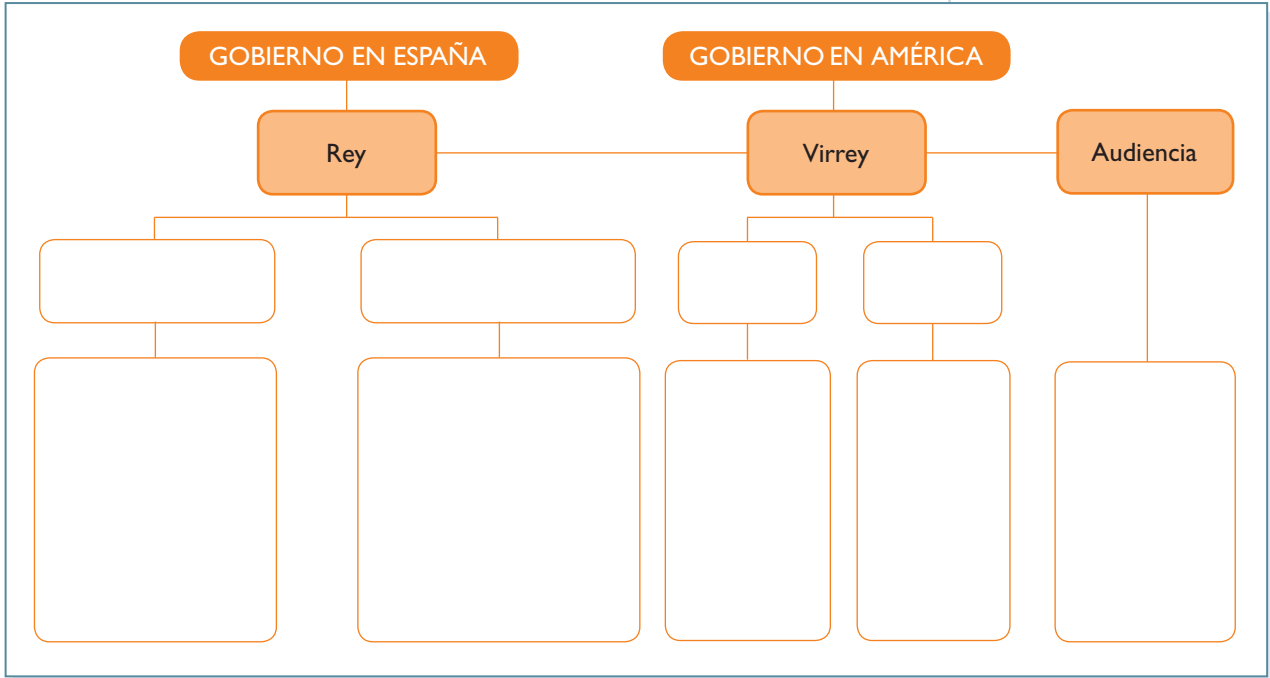 GOBIERNO EN ESPAÑA
GOBIERNO EN AMÉRICA
Rey
Virrey
Audiencia